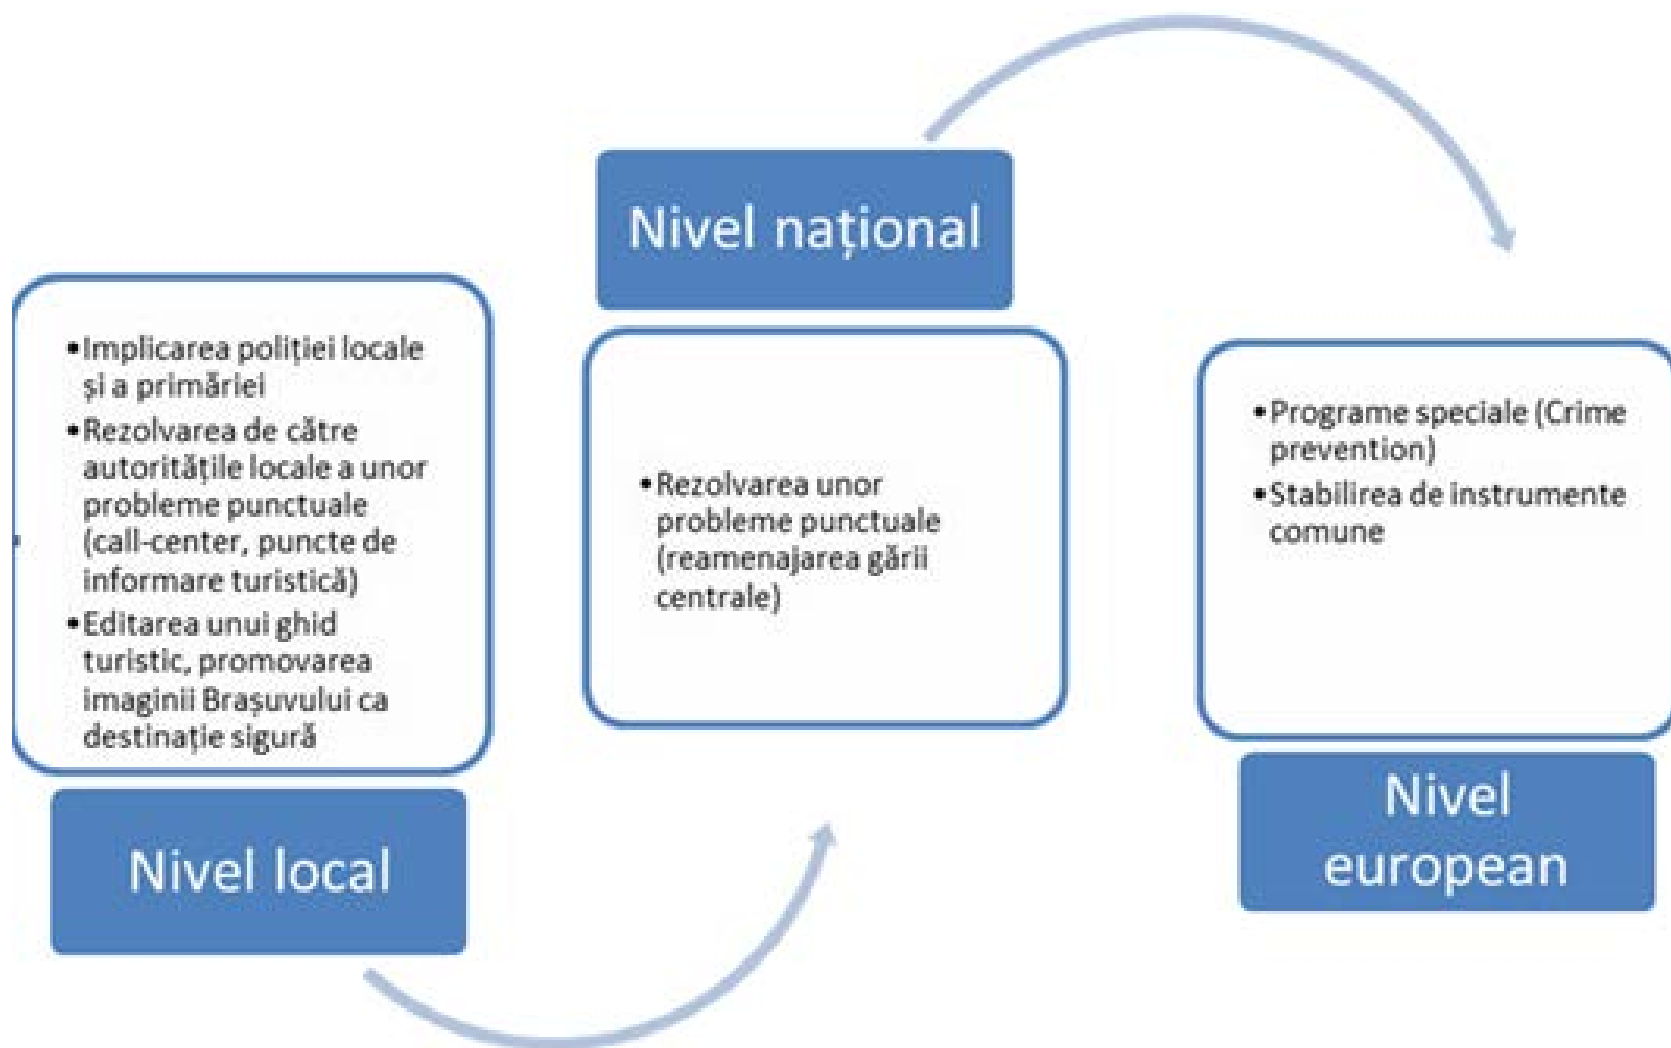 •Implicarea poliției locale
și a primăriei
•Rezolvarea de către
autoritățile locale a unor
probleme punctuale
(call-center, puncte de
informare turistică)
•Editarea unui ghid
turistic, promovarea
imaginii Brașuvului ca
destinație sigură
Nivel local
Nivel național
•Rezolvarea unor
probleme punctuale
(reamenajarea gării
centrale)
•Programe speciale (Crime
prevention)
•Stabilirea de instrumente
comune
Nivel
european